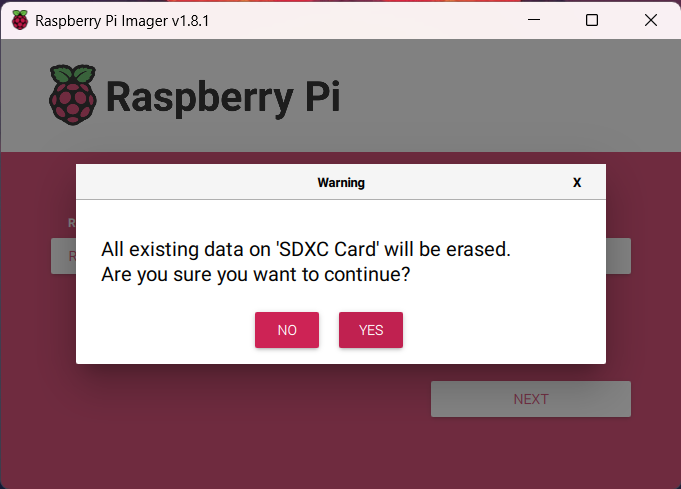 Raspberry Pi Imager v1.8.1
Raspberry Pi
Warning
X
All existing data on 'SDXC Card' will be erased.
Are you sure you want to continue?
NO
YES
NEXT